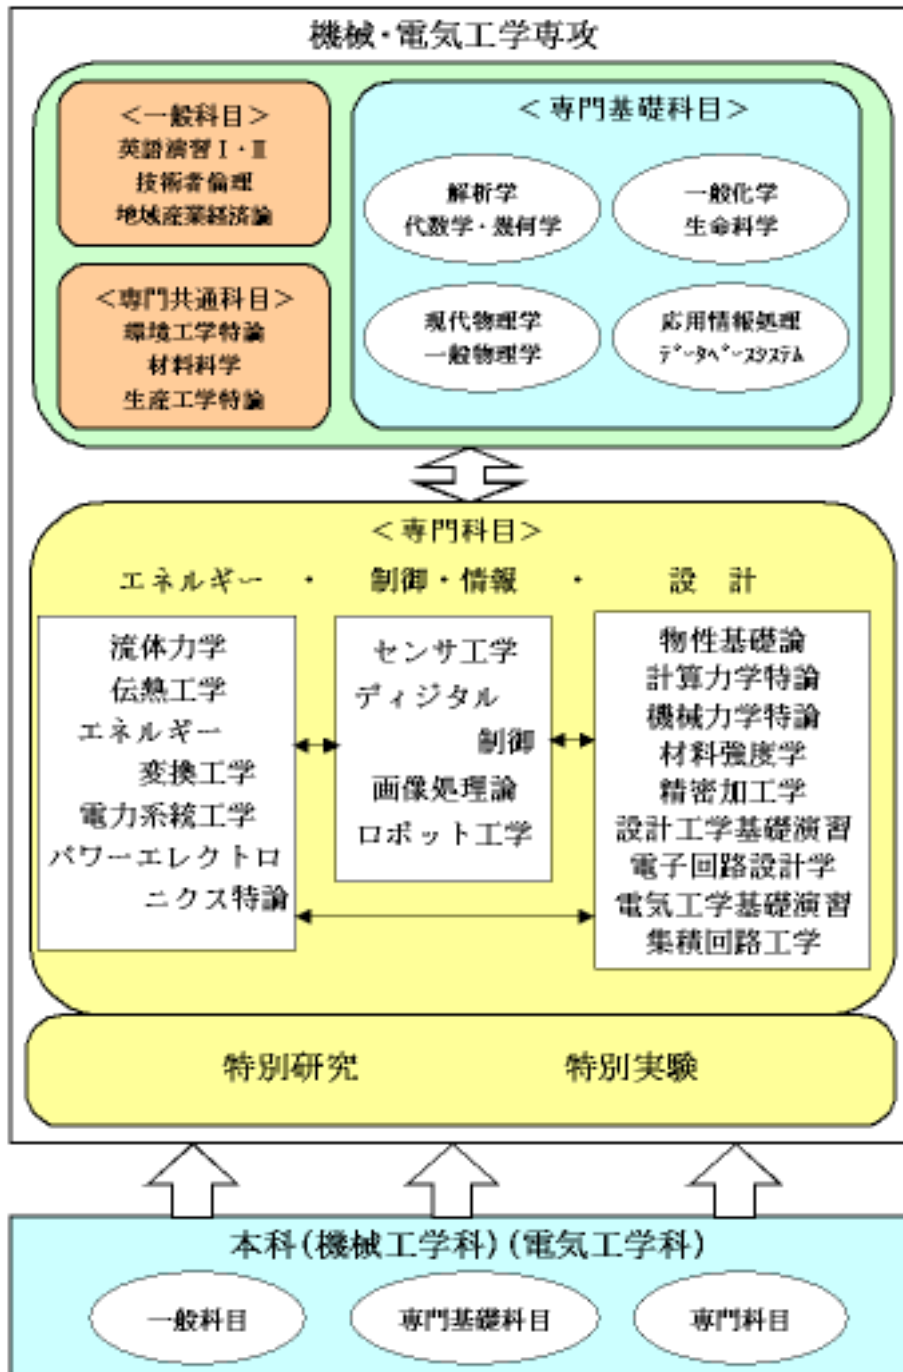 機械・電気工学専攻
＜一般科目＞
英語演習Ⅰ・Ⅱ
技術者倫理
地域産業経済論
＜専門共通科目＞
環境工学特論
材料科学
生産工学特論
＜専門基礎科目＞
解析学
代数学・幾何学
一般化学
生命科学
現代物理学
一般物理学
応用情報処理
ﾃﾞｰﾀﾍﾞｰｽｼｽﾃﾑ
＜専門科目＞
エネルギー ・ 制御・情報 ・ 設 計
流体力学
伝熱工学
エネルギー
変換工学
電力系統工学
パワーエレクトロ
ニクス特論
センサ工学
ディジタル
制御
画像処理論
ロボット工学
物性基礎論
計算力学特論
機械力学特論
材料強度学
精密加工学
設計工学基礎演習
電子回路設計学
電気工学基礎演習
集積回路工学
特別研究 特別実験
本科(機械工学科)(電気工学科)
一般科目
専門基礎科目
専門科目